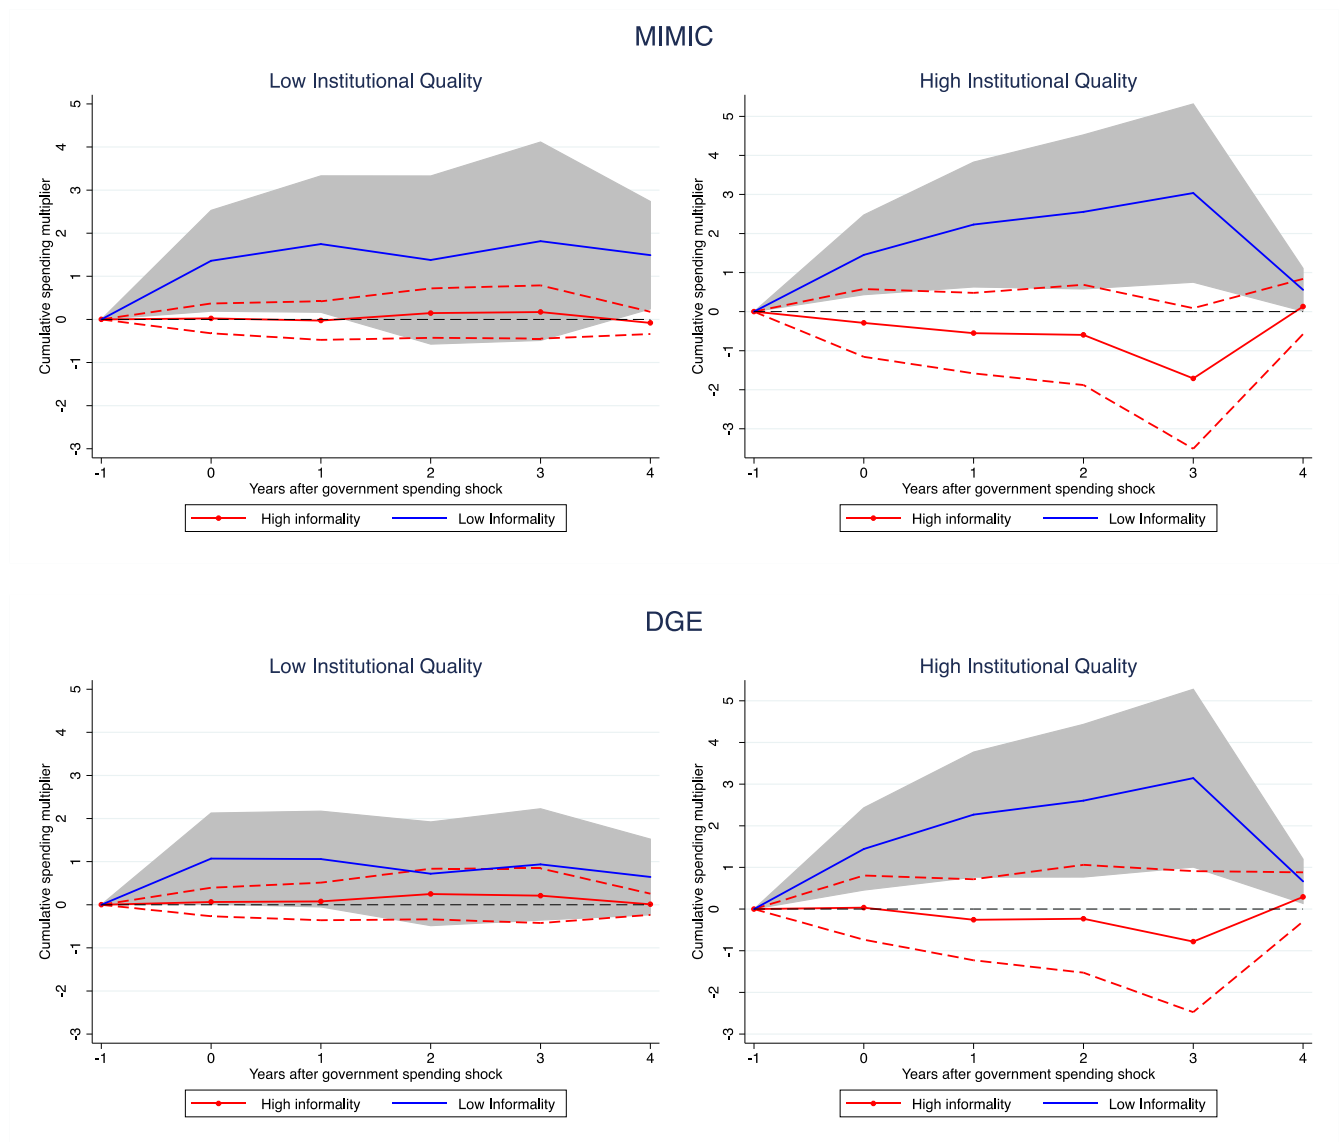 MIMIC
Low Institutional Quality
Cumulative spending multiplier
5
4
3
2
1
0
-1
-2
-3
-1 0 1 2 3 4
Years after government spending shock
High informality Low Informality
High Institutional Quality
Cumulative spending multiplier
5
4
3
2
1
0
-1
-2
-3
-1 0 1 2 3 4
Years after government spending shock
High informality Low Informality
DGE
Low Institutional Quality
Cumulative spending multiplier
5
4
3
2
1
0
-1
-2
-3
-1 0 1 2 3 4
Years after government spending shock
High informality Low Informality
High Institutional Quality
Cumulative spending multiplier
5
4
3
2
1
0
-1
-2
-3
-1 0 1 2 3 4
Years after government spending shock
High informality Low Informality